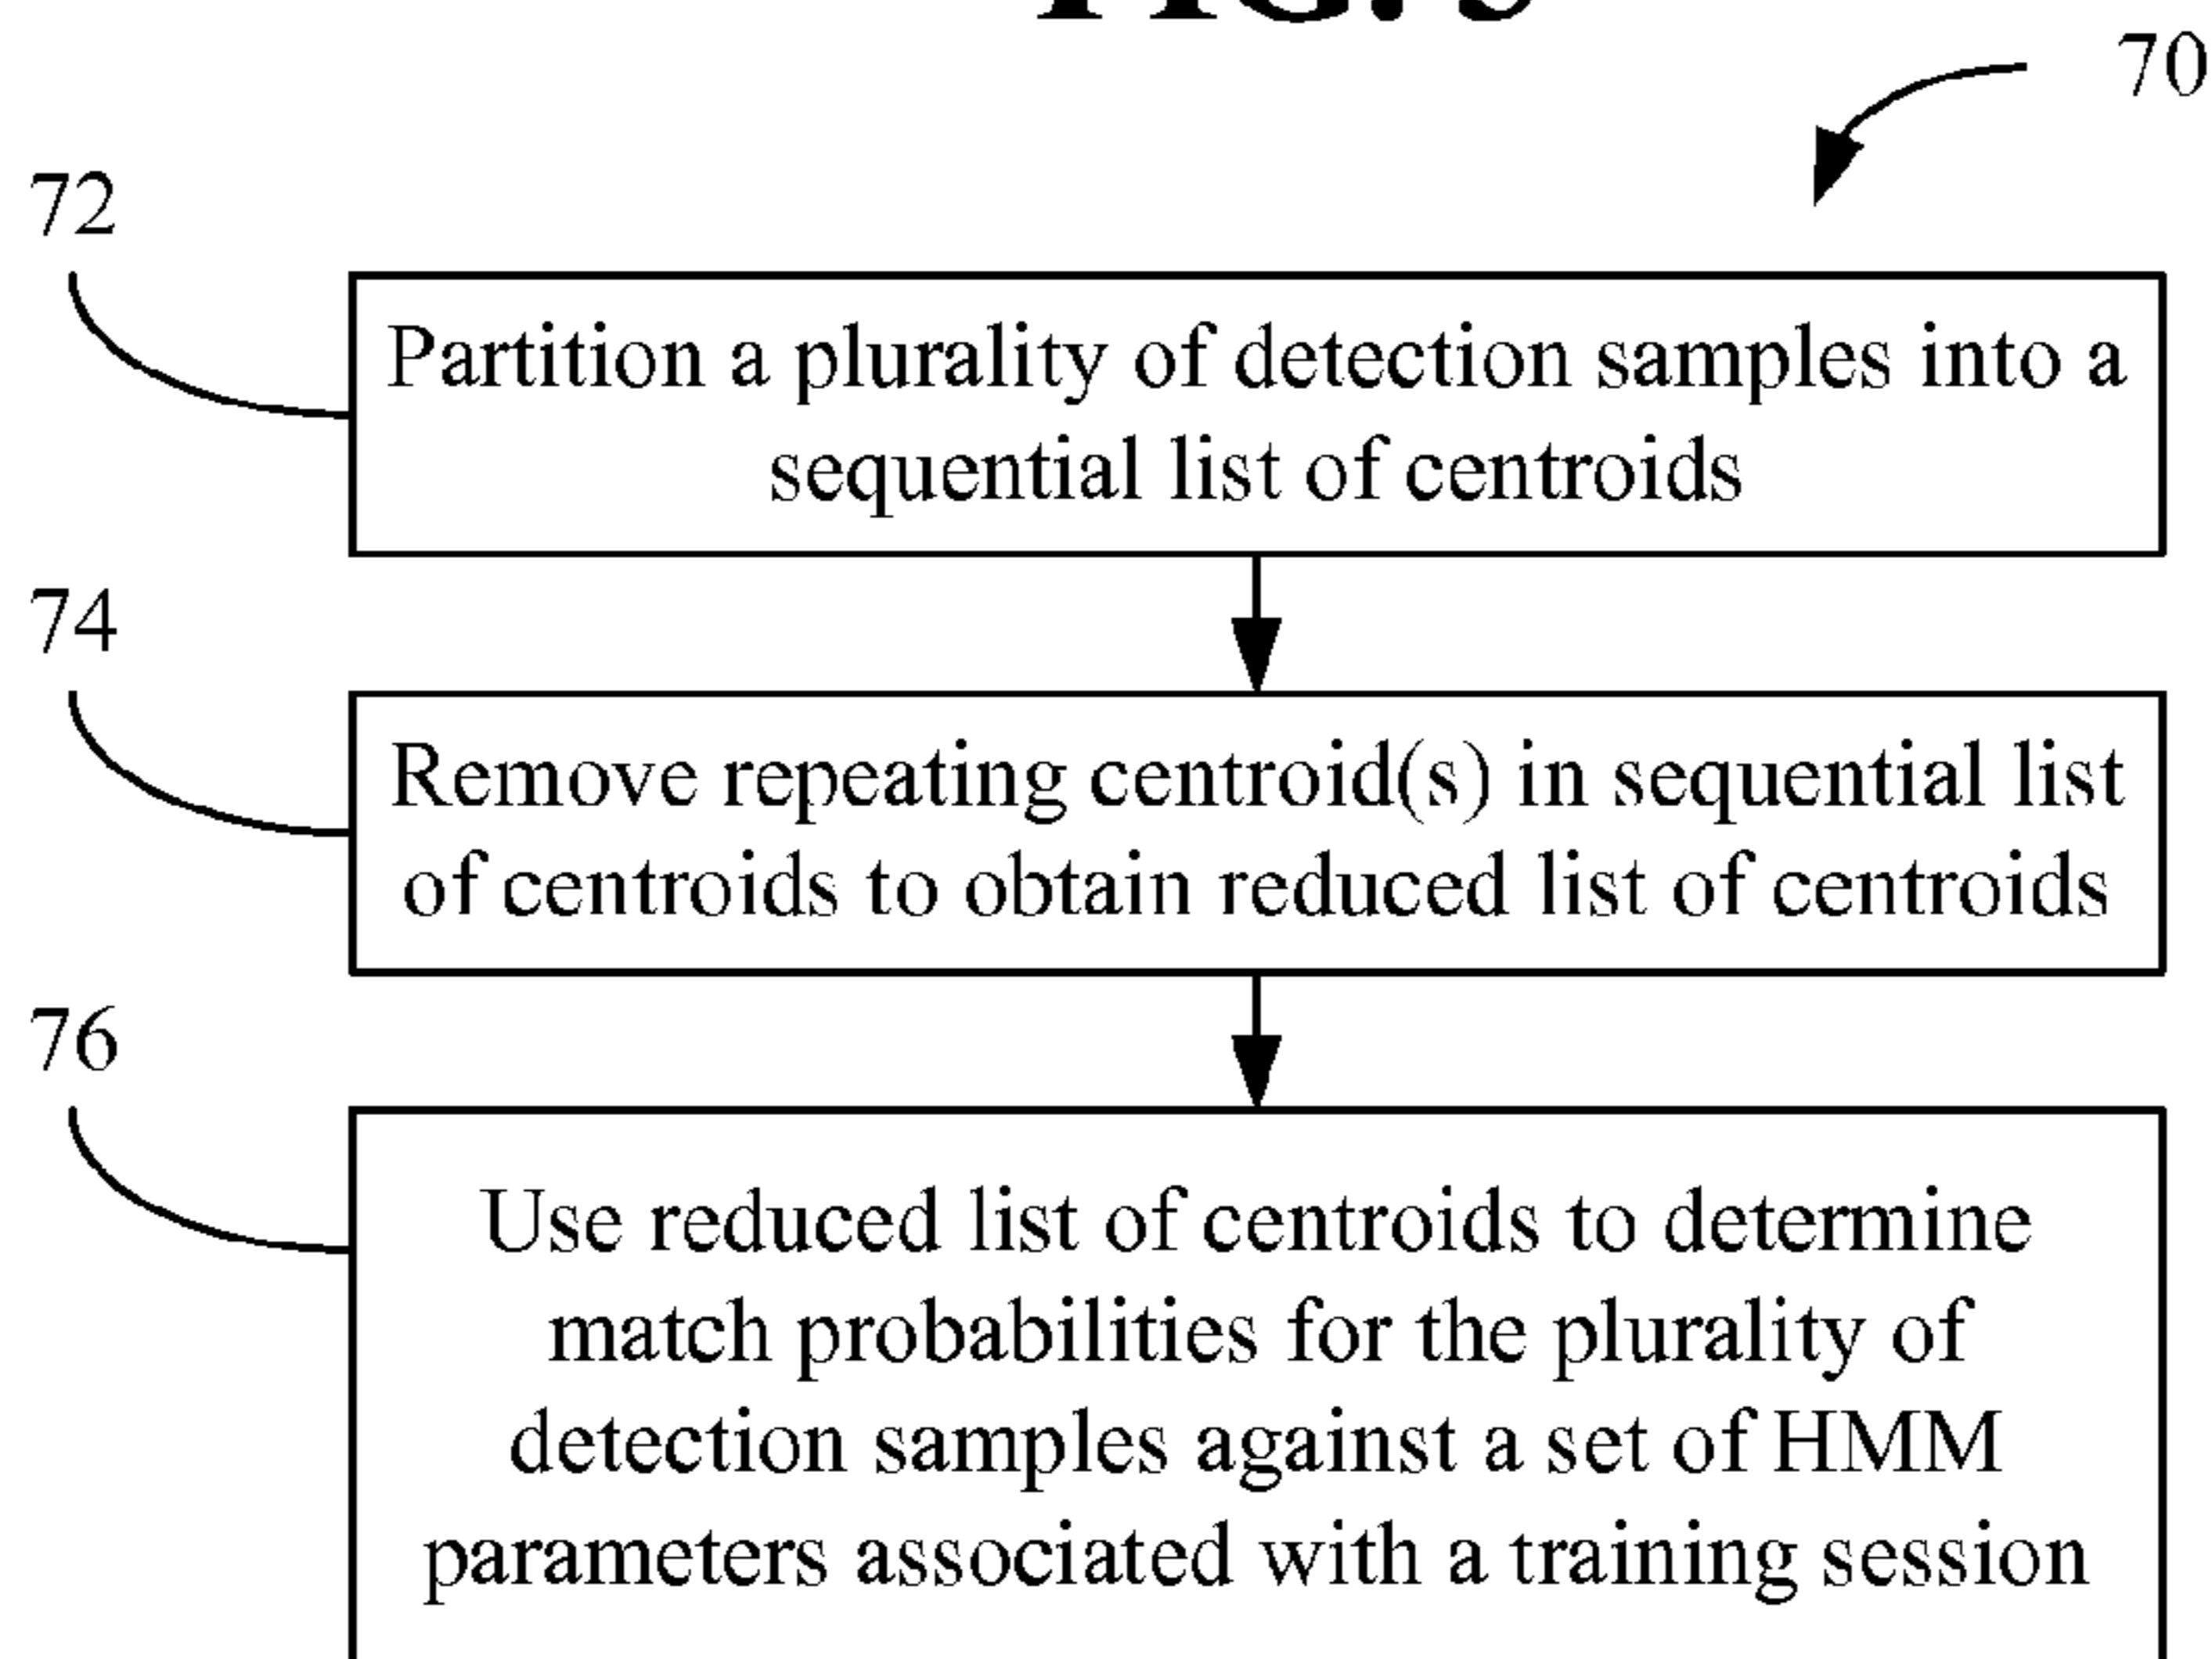 70
72
Partition a plurality of detection samples into a
sequential list of centroids
74
Remove repeating centroid(s) in sequential list
of centroids to obtain reduced list of centroids
76
Use reduced list of centroids to determine
match probabilities for the plurality of
detection samples against a set of HMM
parameters associated with a training session